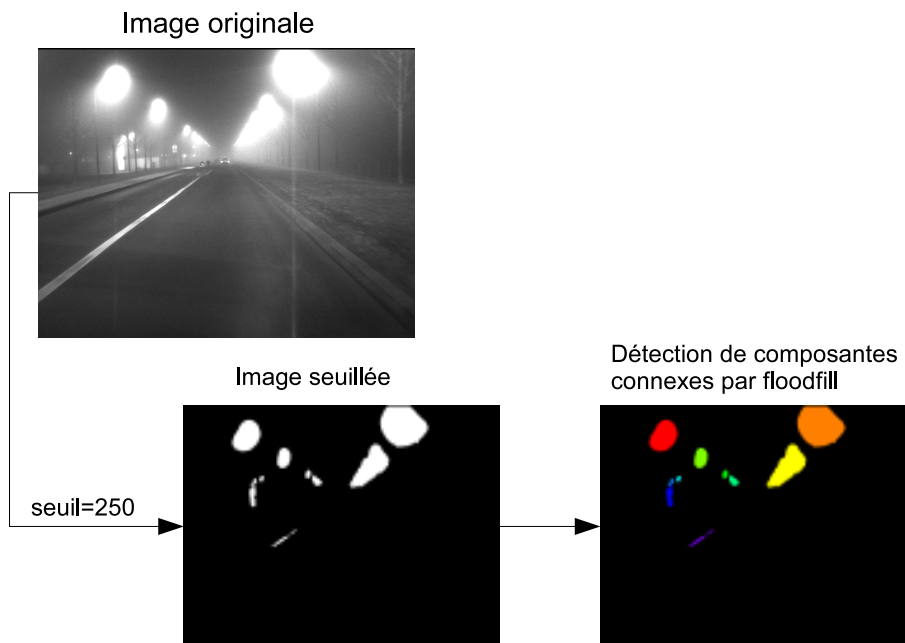 Image originale
Image seuillée
Détection de composantes
connexes par floodfill
seuil=250